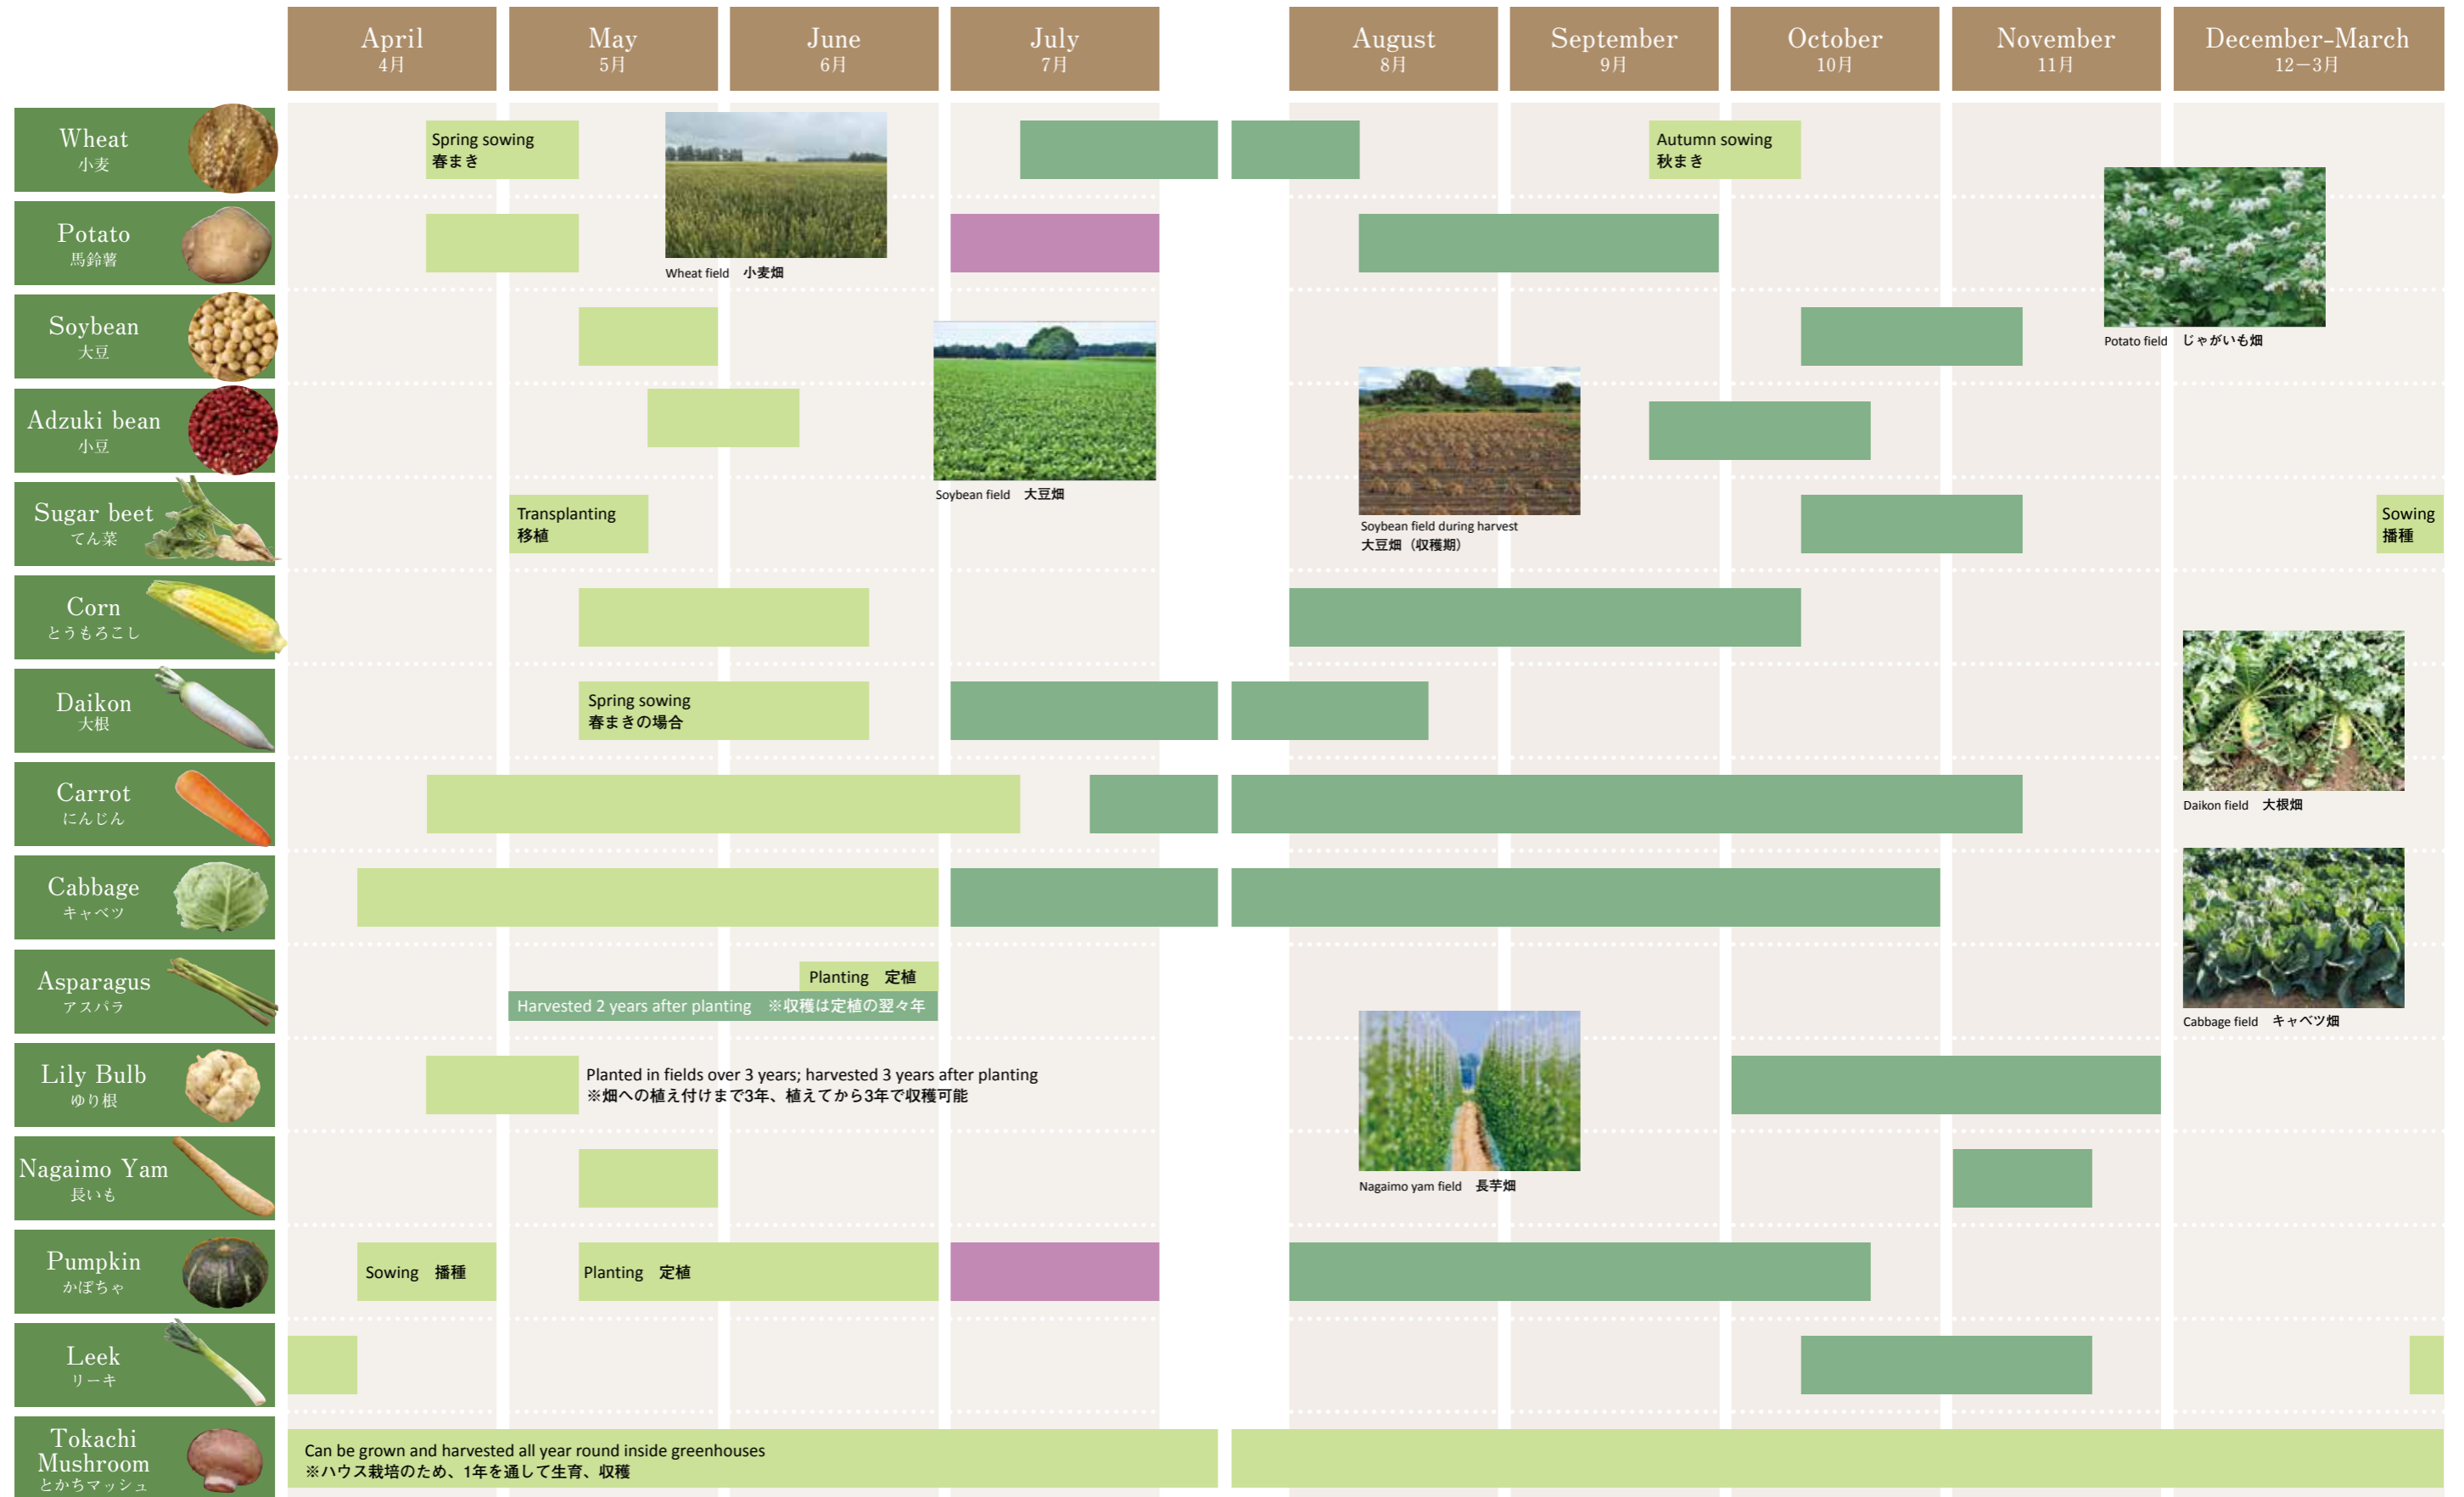 April
4月
May
5月
June
6月
July
7月
August
8月
September
9月
October
10月
November
11月
December-March
12－3月
Wheat
小麦
Spring sowing
春まき
Autumn sowing
秋まき
Wheat field　小麦畑
Potato
馬鈴薯
Potato field　じゃがいも畑
Soybean
大豆
Soybean field　大豆畑
Adzuki bean
小豆
Soybean field during harvest
大豆畑（収穫期）
Sugar beet
てん菜
Transplanting
移植
Sowing
播種
Corn
とうもろこし
Daikon
大根
Spring sowing
春まきの場合
Daikon field　大根畑
Carrot
にんじん
Cabbage
キャベツ
Cabbage field　キャベツ畑
Asparagus
アスパラ
Planting　定植
Harvested 2 years after planting　※収穫は定植の翌々年
Lily Bulb
ゆり根
Planted in fields over 3 years; harvested 3 years after planting
※畑への植え付けまで3年、植えてから3年で収穫可能
Nagaimo Yam
長いも
Nagaimo yam field　長芋畑
Pumpkin
かぼちゃ
Sowing　播種
Planting　定植
Leek
リーキ
Tokachi
Mushroom
とかちマッシュ
Can be grown and harvested all year round inside greenhouses
※ハウス栽培のため、1年を通して生育、収穫